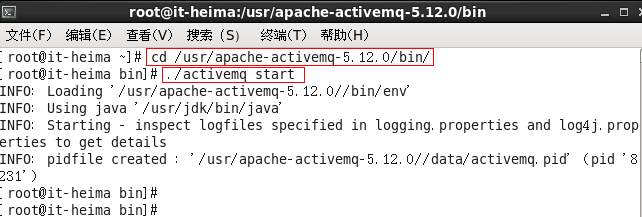 root@it-heima:/usr/apache-activemq-5.12.0/bin
文件(F) 编辑(E) 查看(V) 搜索 (S) 终端(T) 帮助(H)
[root@it-heima ~]# cd /usr/apache-activemq-5.12.0/bin/
[root@it-heima bin]# ./activemq start
INFO: Loading '/usr/apache-activemq-5.12.0//bin/env'
INFO: Using java '/usr/jdk/bin/java'
INFO: Starting - inspect logfiles specified in logging.properties and log4j.prop
erties to get details
INFO: pidfile created : '/usr/apache-activemq-5.12.0//data/activemq.pid' (pid '8
231')
[root@it-heima bin]#
[root@it-heima bin]#